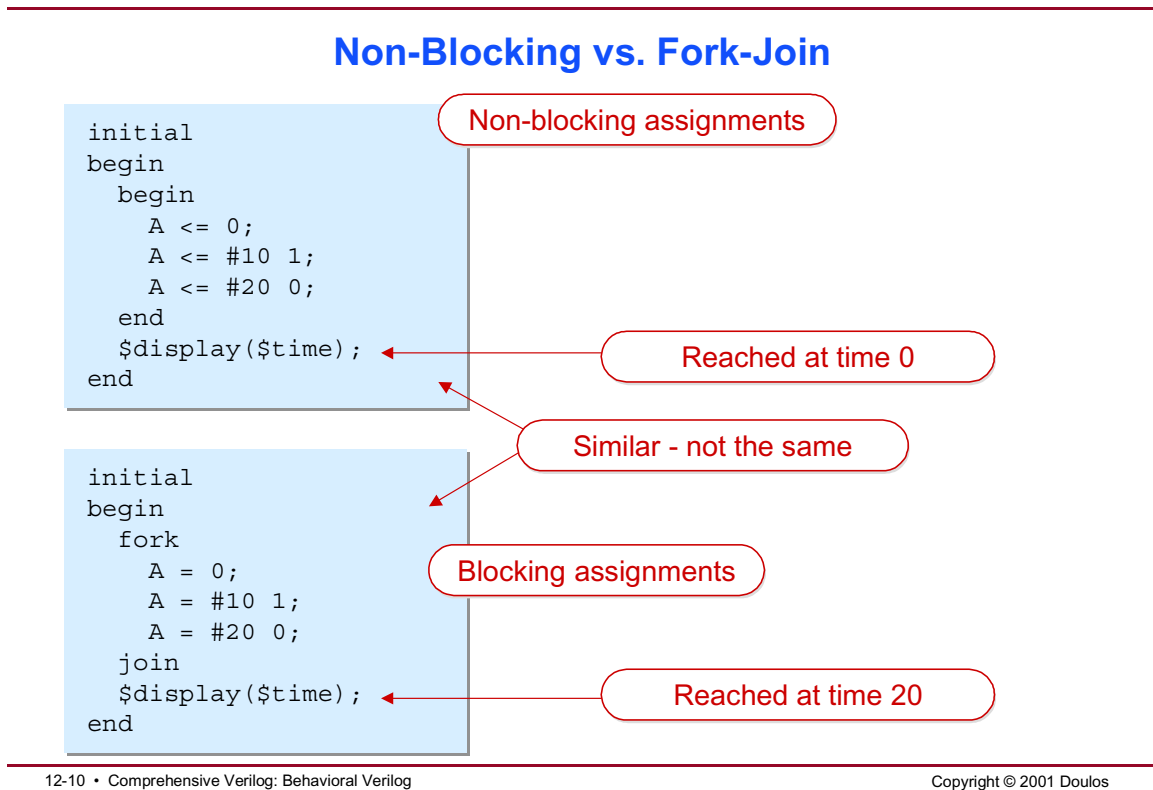 Non-Blocking vs. Fork-Join
Non-blocking assignments
initial
begin
begin
A <= 0;
A <= #10 1;
A <= #20 0;
end
$display($time);
end
Reached at time 0
Similar - not the same
initial
begin
fork
A = 0;
A = #10 1;
A = #20 0;
join
$display($time);
end
Blocking assignments
Reached at time 20
12-10 • Comprehensive Verilog: Behavioral Verilog
Copyright © 2001 Doulos